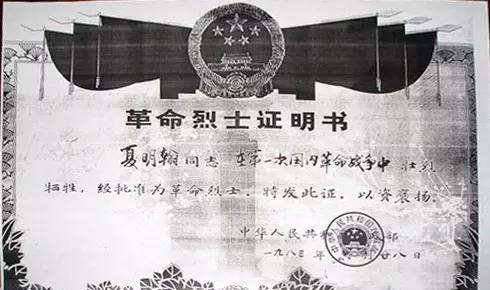 革命烈士证明书
夏明翰同志 在第一次国内革命战争中 壮烈
牺牲,经批准为革命烈士。特发此证,以资褒扬。
中华人民共 部
一九八三年 月廿八日